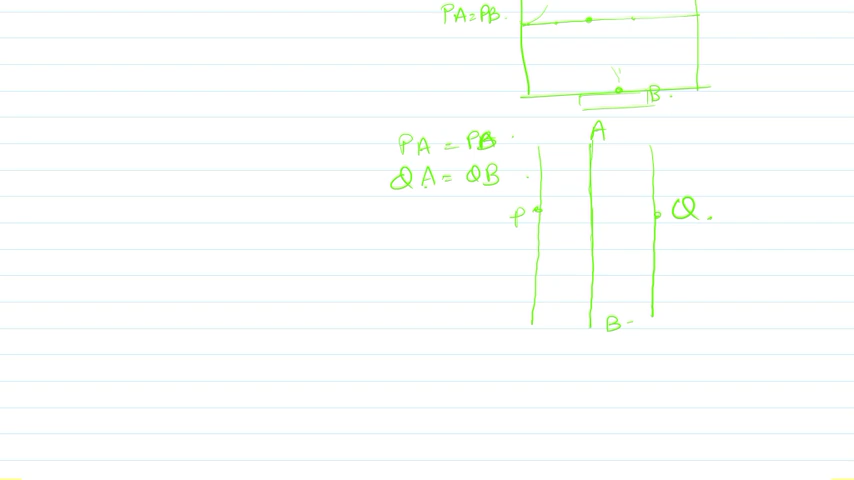 PA = PB.
B.
A
PA = PB.
QA = QB.
P
Q.
B-